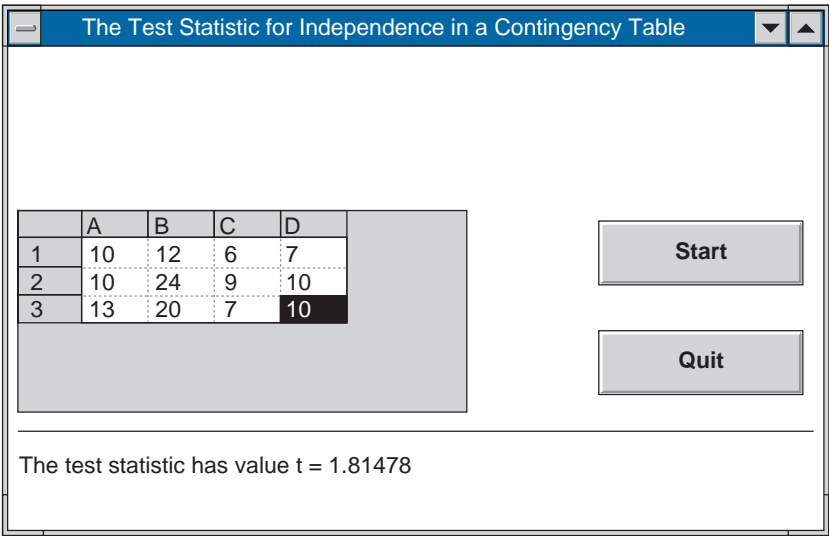 The Test Statistic for Independence in a Contingency Table
A B C D
1 10 12 6 7
2 10 24 9 10
3 13 20 7 10
Start
Quit
The test statistic has value t = 1.81478